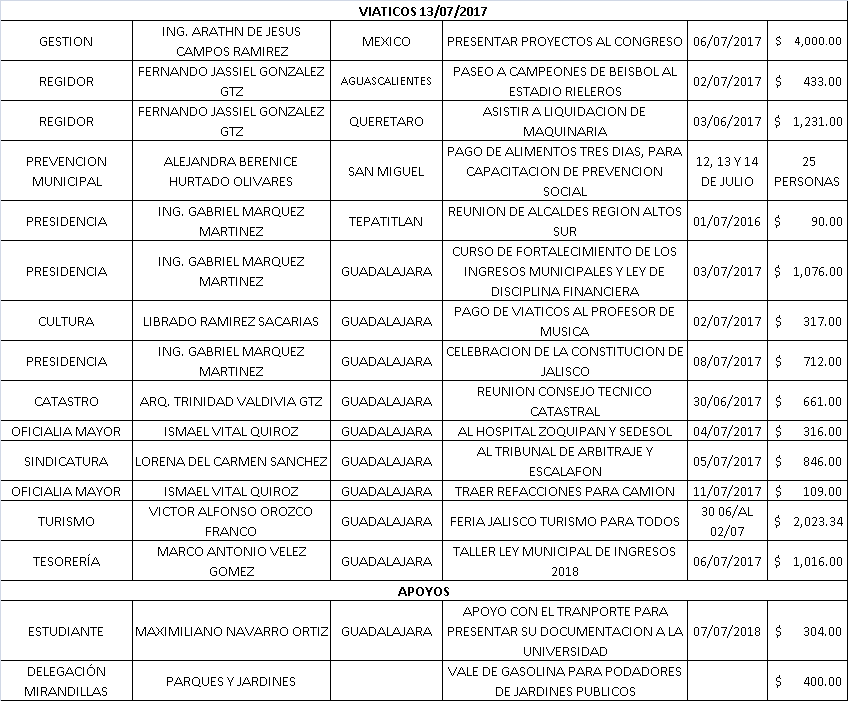 VIATICOS 13/07/2017
GESTION ING. ARATHN DE JESUS CAMPOS RAMIREZ MEXICO PRESENTAR PROYECTOS AL CONGRESO 06/07/2017 $ 4,000.00
REGIDOR FERNANDO JASSIEL GONZALEZ GTZ AGUASCALIENTES PASEO A CAMPEONES DE BEISBOL AL ESTADIO RIELEROS 02/07/2017 $ 433.00
REGIDOR FERNANDO JASSIEL GONZALEZ GTZ QUERETARO ASISTIR A LIQUIDACION DE MAQUINARIA 03/06/2017 $ 1,231.00
PREVENCION MUNICIPAL ALEJANDRA BERENICE HURTADO OLIVARES SAN MIGUEL PAGO DE ALIMENTOS TRES DIAS, PARA CAPACITACION DE PREVENCION SOCIAL 12, 13 Y 14 DE JULIO 25 PERSONAS
PRESIDENCIA ING. GABRIEL MARQUEZ MARTINEZ TEPATITLAN REUNION DE ALCALDES REGION ALTOS SUR 01/07/2016 $ 90.00
PRESIDENCIA ING. GABRIEL MARQUEZ MARTINEZ GUADALAJARA CURSO DE FORTALECIMIENTO DE LOS INGRESOS MUNICIPALES Y LEY DE DISCIPLINA FINANCIERA 03/07/2017 $ 1,076.00
CULTURA LIBRADO RAMIREZ SACARIAS GUADALAJARA PAGO DE VIATICOS AL PROFESOR DE MUSICA 02/07/2017 $ 317.00
PRESIDENCIA ING. GABRIEL MARQUEZ MARTINEZ GUADALAJARA CELEBRACION DE LA CONSTITUCION DE JALISCO 08/07/2017 $ 712.00
CATASTRO ARQ. TRINIDAD VALDIVIA GTZ GUADALAJARA REUNION CONSEJO TECNICO CATASTRAL 30/06/2017 $ 661.00
OFICIALIA MAYOR ISMAEL VITAL QUIROZ GUADALAJARA AL HOSPITAL ZOQUIPAN Y SEDESOL 04/07/2017 $ 316.00
SINDICATURA LORENA DEL CARMEN SANCHEZ GUADALAJARA AL TRIBUNAL DE ARBITRAJE Y ESCALAFON 05/07/2017 $ 846.00
OFICIALIA MAYOR ISMAEL VITAL QUIROZ GUADALAJARA TRAER REFACCIONES PARA CAMION 11/07/2017 $ 109.00
TURISMO VICTOR ALFONSO OROZCO FRANCO GUADALAJARA FERIA JALISCO TURISMO PARA TODOS 30 06/AL 02/07 $ 2,023.34
TESORERÍA MARCO ANTONIO VELEZ GOMEZ GUADALAJARA TALLER LEY MUNICIPAL DE INGRESOS 2018 06/07/2017 $ 1,016.00
APOYOS
ESTUDIANTE MAXIMILIANO NAVARRO ORTIZ GUADALAJARA APOYO CON EL TRANPORTE PARA PRESENTAR SU DOCUMENTACION A LA UNIVERSIDAD 07/07/2018 $ 304.00
DELEGACIÓN MIRANDILLAS PARQUES Y JARDINES VALE DE GASOLINA PARA PODADORES DE JARDINES PUBLICOS $ 400.00